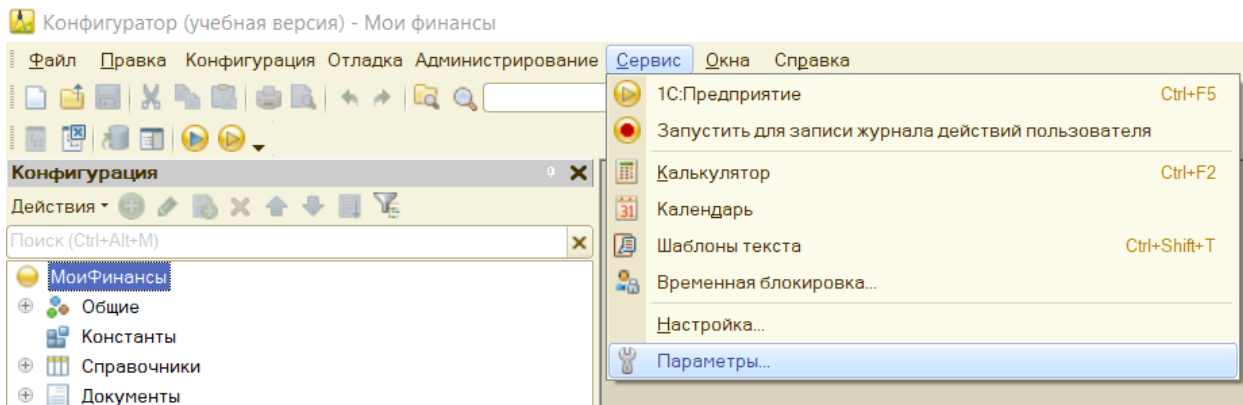 Конфигуратор (учебная версия) - Мои финансы
Файл Правка Конфигурация Отладка Администрирование Сервис Окна Справка
1С:Предприятие Ctrl+F5
Запустить для записи журнала действий пользователя
Калькулятор Ctrl+F2
31 Календарь
Шаблоны текста Ctrl+Shift+T
Временная блокировка...
Настройка...
Параметры...
Конфигурация
Действия
Поиск (Ctrl+Alt+M)
МоиФинансы
Общие
Константы
Справочники
Документы